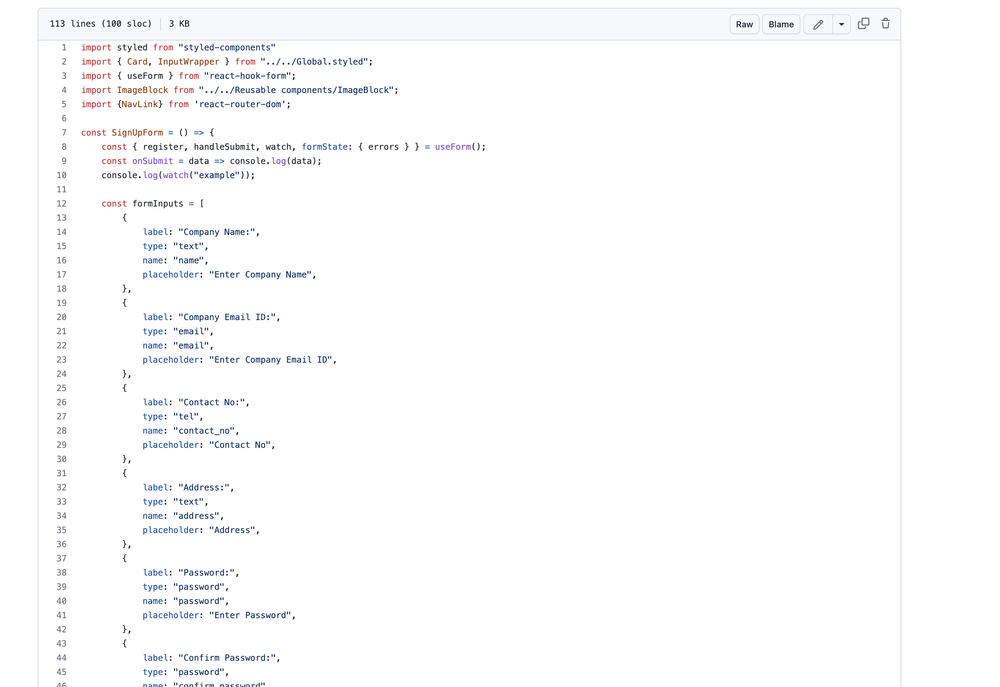 113 lines (100 sloc) 3 KB Raw Blame
1 import styled from "styled-components"
2 import { Card, InputWrapper } from "../../Global.styled";
3 import { useForm } from "react-hook-form";
4 import ImageBlock from "../../Reusable components/ImageBlock";
5 import {NavLink} from 'react-router-dom';
6
7 const SignUpForm = () => {
8     const { register, handleSubmit, watch, formState: { errors } } = useForm();
9     const onSubmit = data => console.log(data);
10     console.log(watch("example"));
11
12     const formInputs = [
13         {
14             label: "Company Name:",
15             type: "text",
16             name: "name",
17             placeholder: "Enter Company Name",
18         },
19         {
20             label: "Company Email ID:",
21             type: "email",
22             name: "email",
23             placeholder: "Enter Company Email ID",
24         },
25         {
26             label: "Contact No:",
27             type: "tel",
28             name: "contact_no",
29             placeholder: "Contact No",
30         },
31         {
32             label: "Address:",
33             type: "text",
34             name: "address",
35             placeholder: "Address",
36         },
37         {
38             label: "Password:",
39             type: "password",
40             name: "password",
41             placeholder: "Enter Password",
42         },
43         {
44             label: "Confirm Password:",
45             type: "password",
46             name: